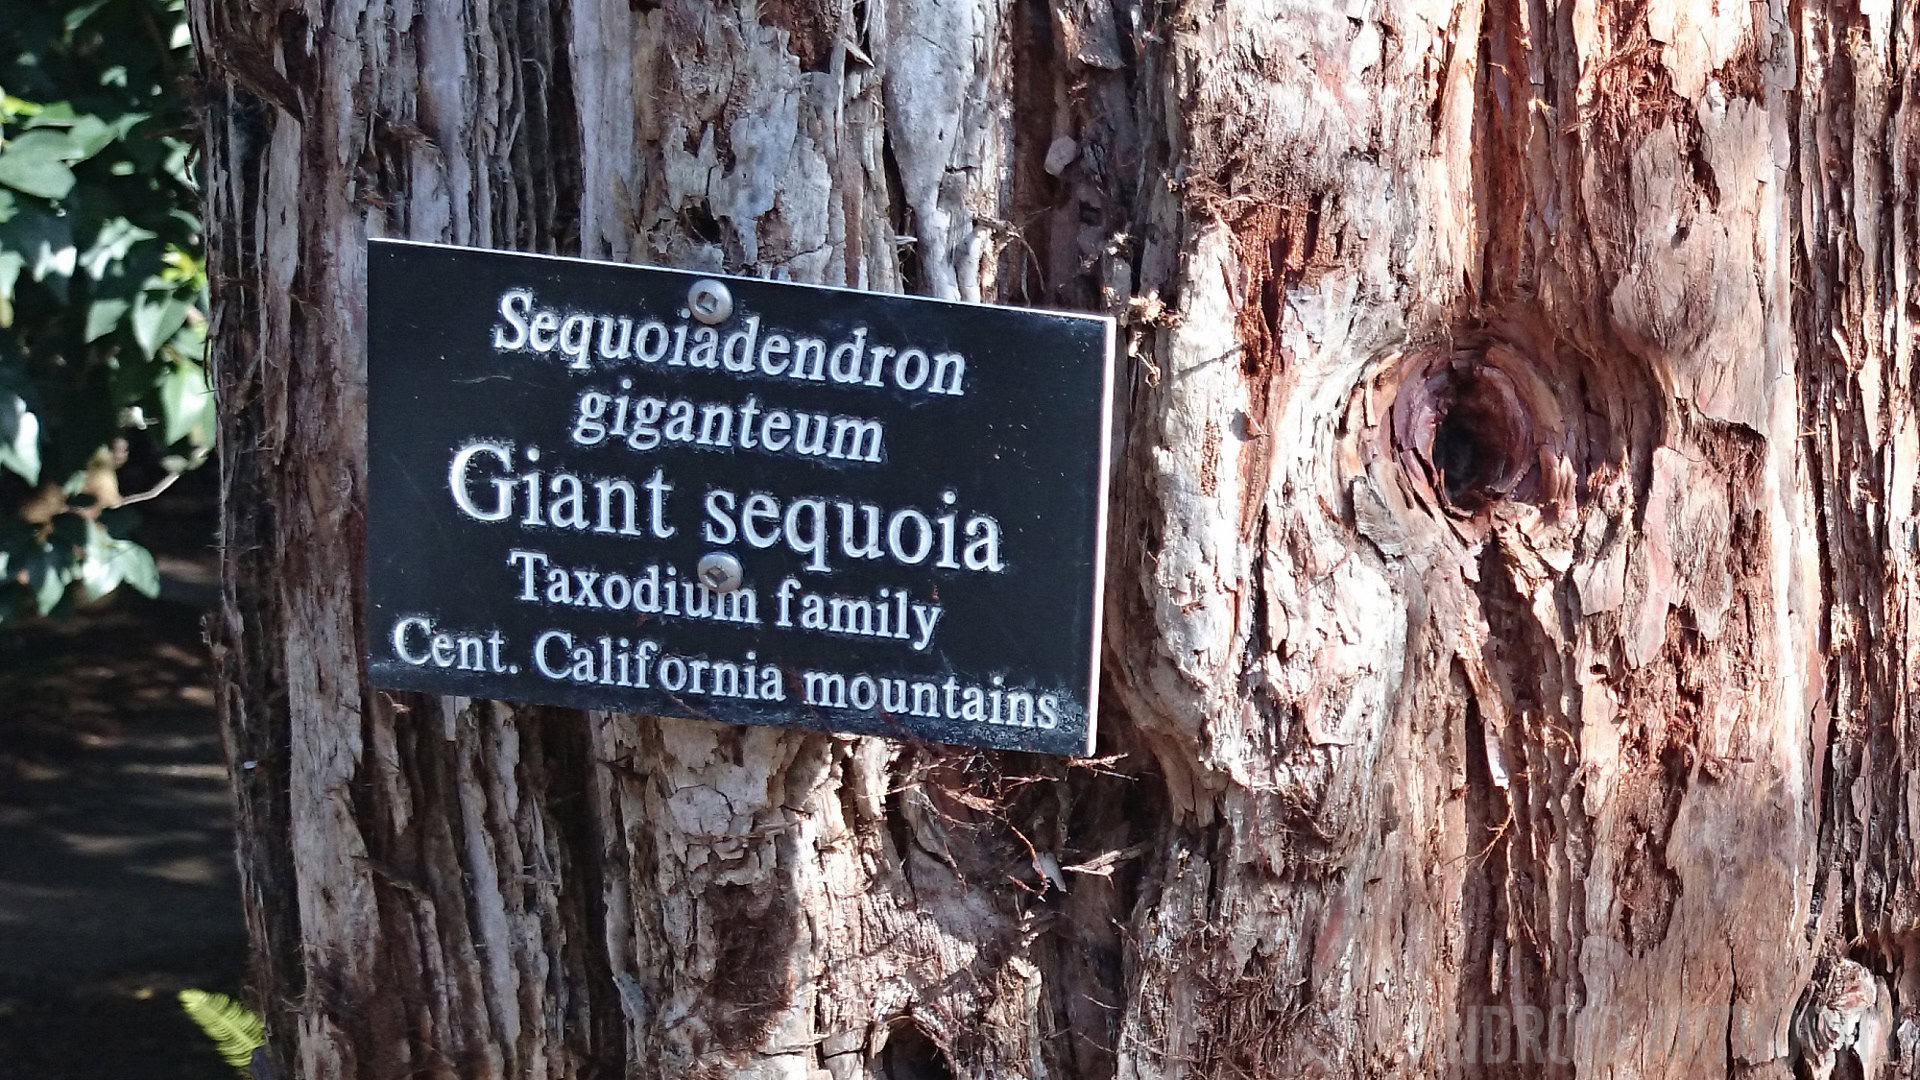 Sequoiadendron
giganteum
Giant sequoia
Taxodium family
Cent. California mountains